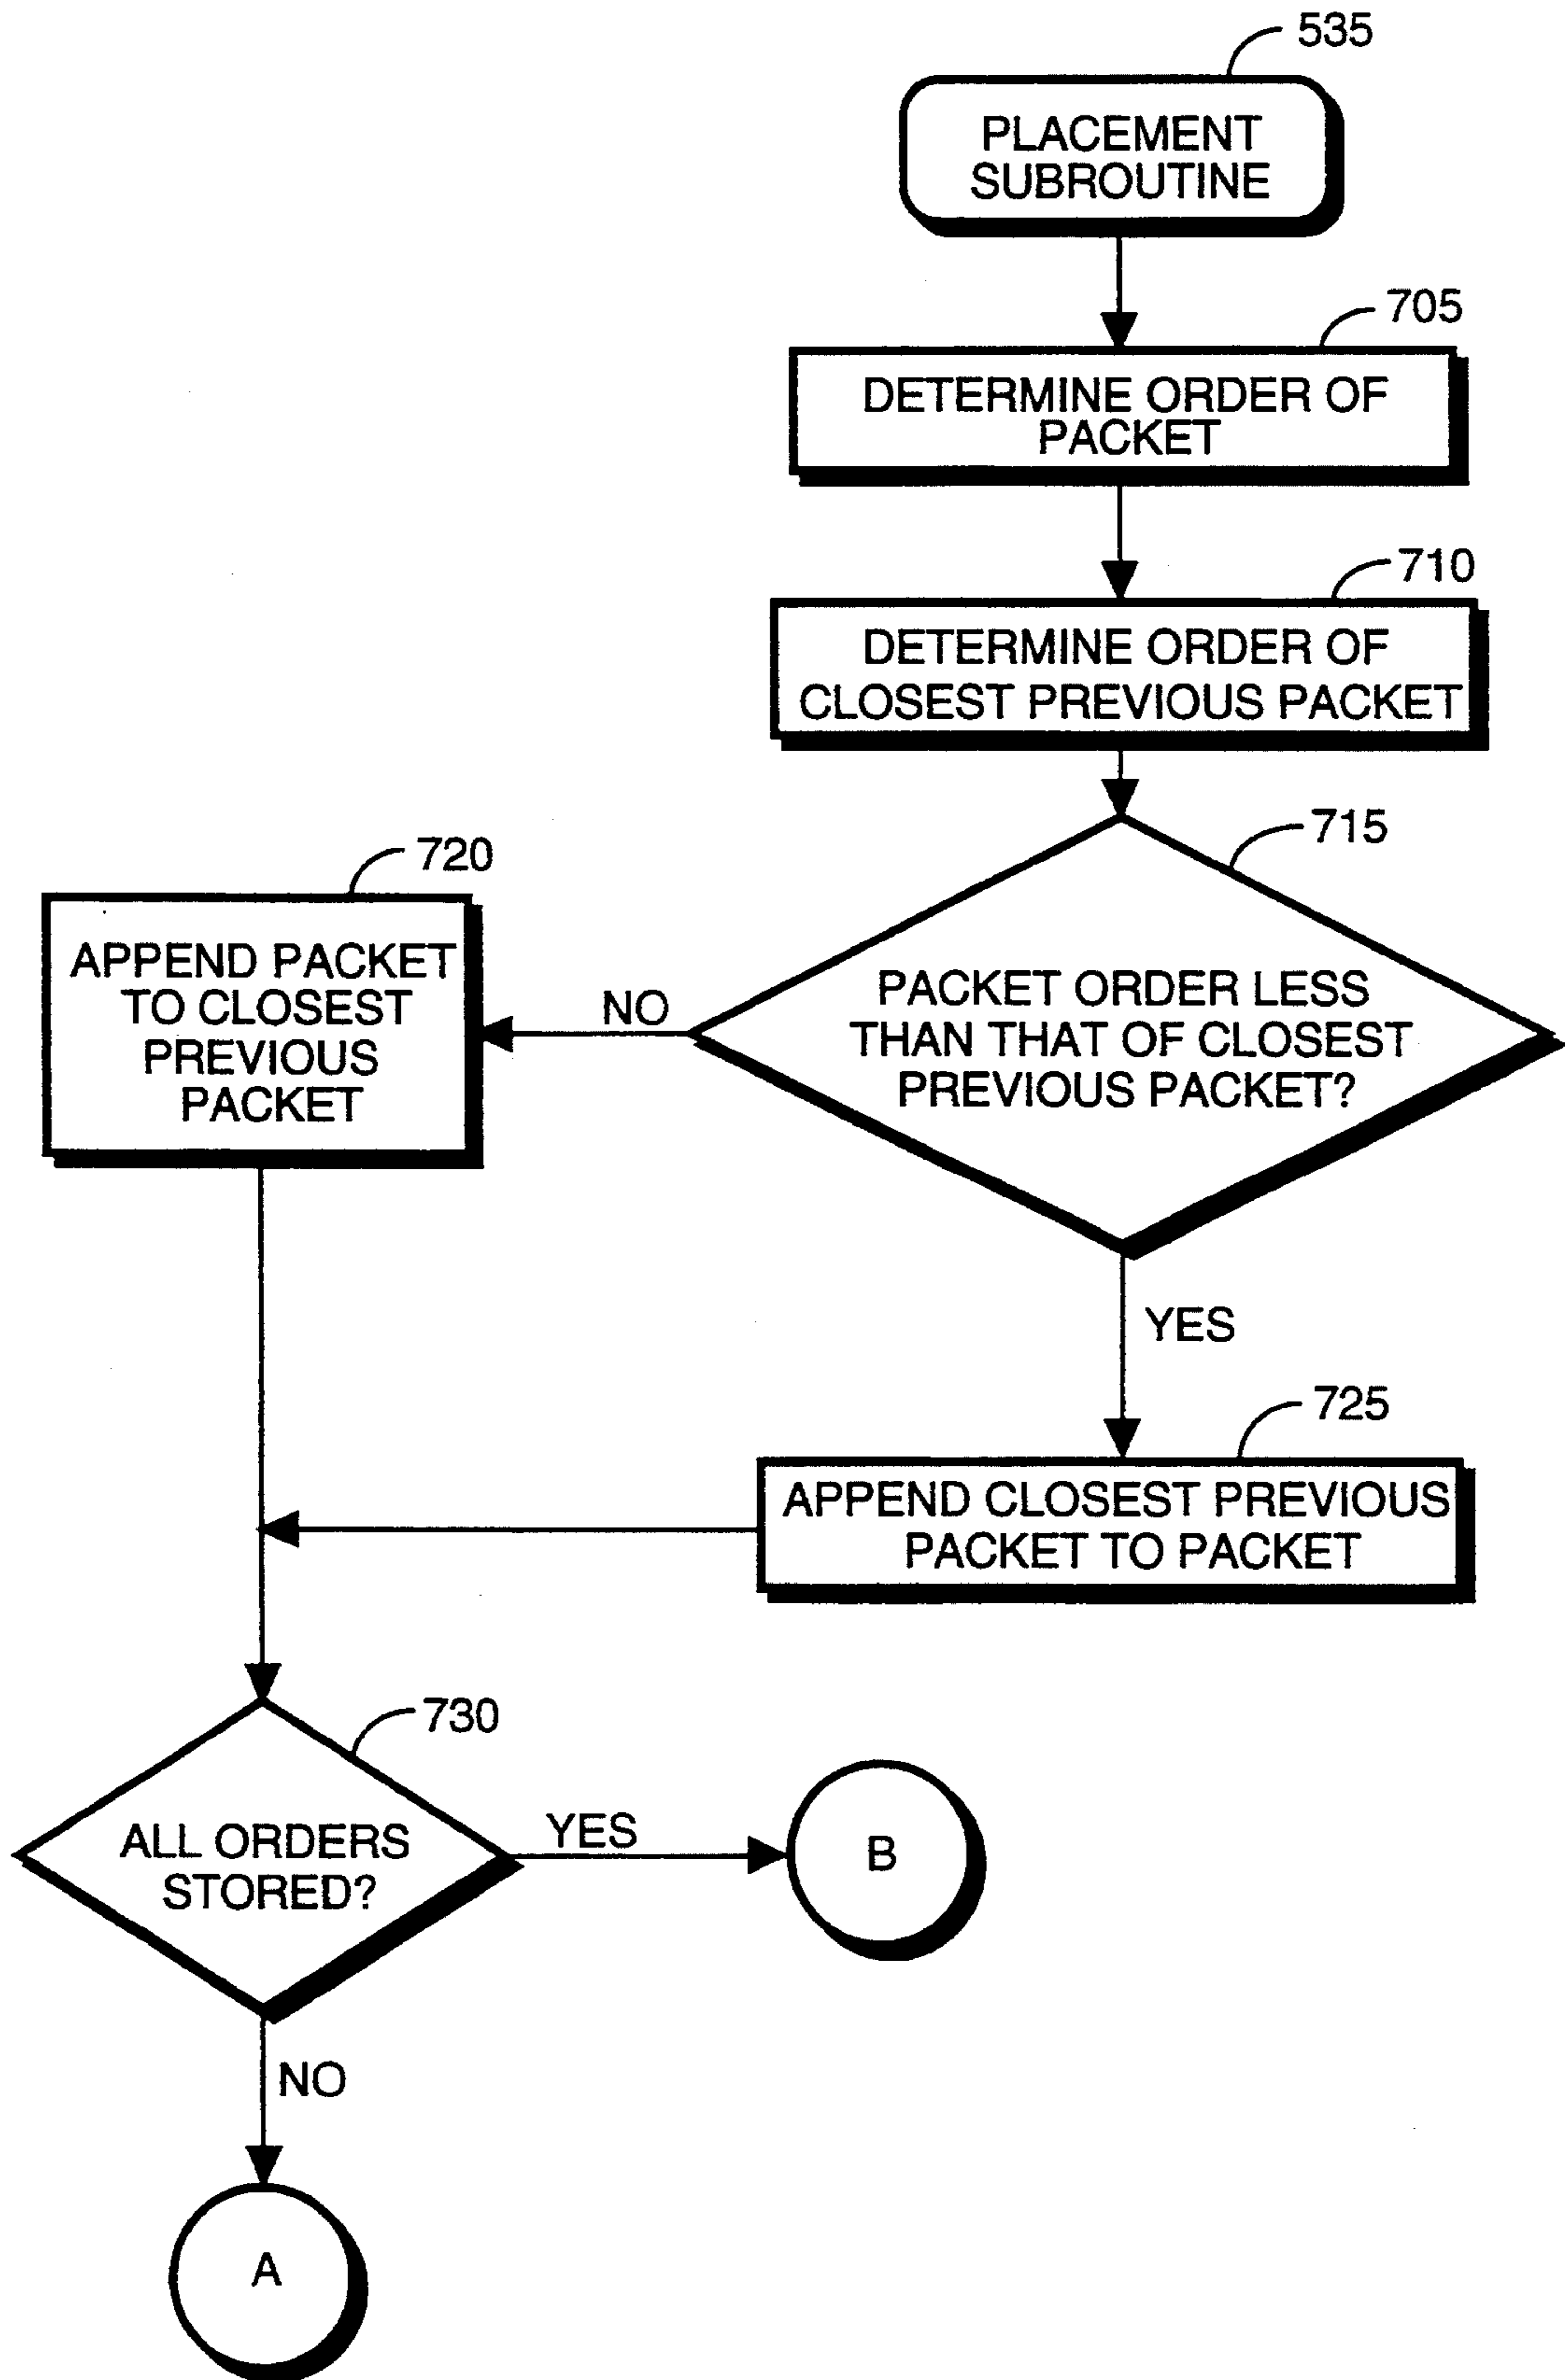 535
PLACEMENT
SUBROUTINE
705
DETERMINE ORDER OF
PACKET
710
DETERMINE ORDER OF
CLOSEST PREVIOUS PACKET
715
PACKET ORDER LESS
THAN THAT OF CLOSEST
PREVIOUS PACKET?
NO
720
APPEND PACKET
TO CLOSEST
PREVIOUS
PACKET
YES
725
APPEND CLOSEST PREVIOUS
PACKET TO PACKET
730
ALL ORDERS
STORED?
YES
B
NO
A